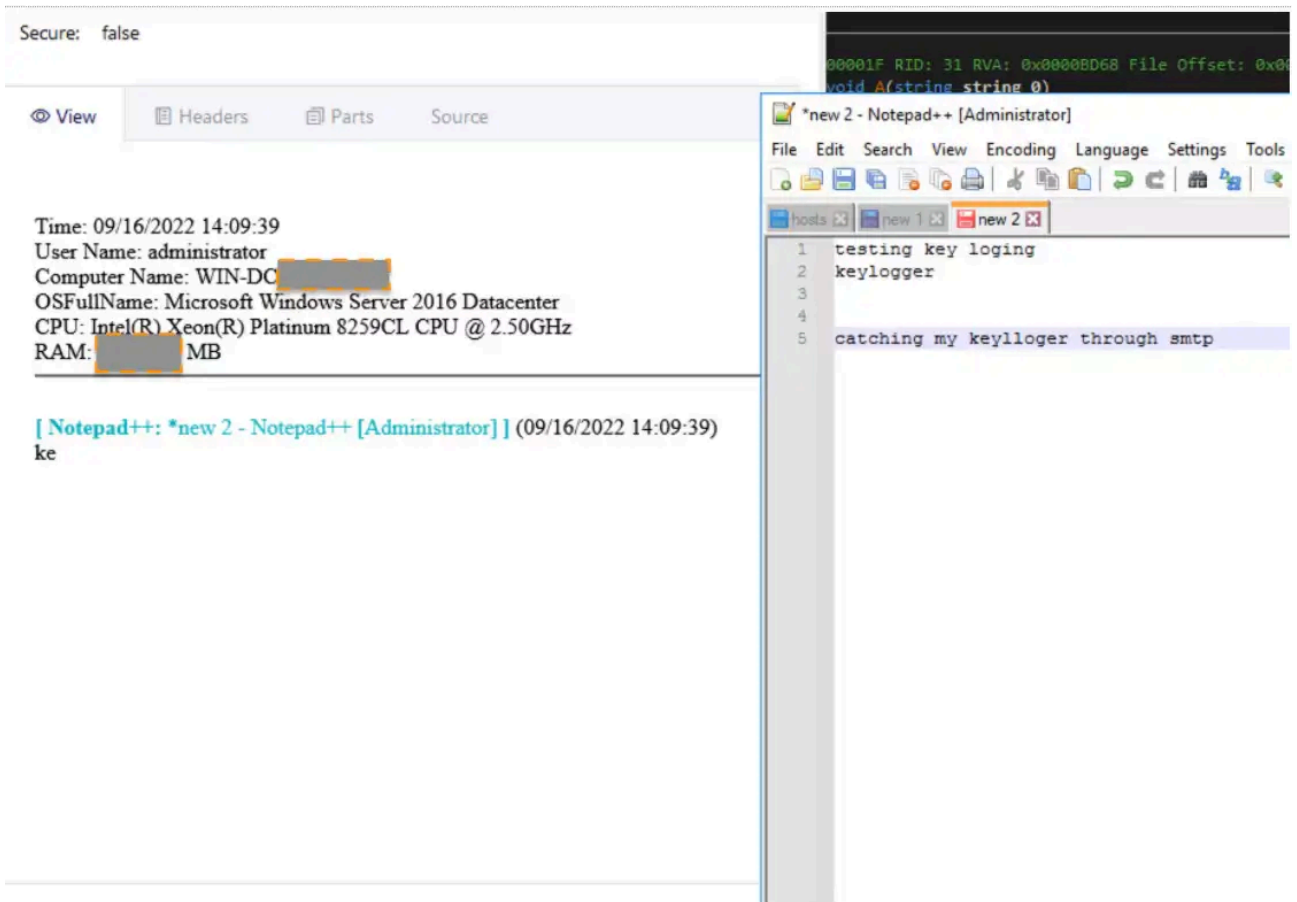 Secure: false
00001F RID: 31 RVA: 0x0000BD68 File Offset: 0x00
void A(string string_0)
View Headers Parts Source
*new 2 - Notepad++ [Administrator]
File Edit Search View Encoding Language Settings Tools
hosts new 1 new 2
Time: 09/16/2022 14:09:39
User Name: administrator
Computer Name: WIN-DC
OSFullName: Microsoft Windows Server 2016 Datacenter
CPU: Intel(R) Xeon(R) Platinum 8259CL CPU @ 2.50GHz
RAM: MB
[ Notepad++: *new 2 - Notepad++ [Administrator] ] (09/16/2022 14:09:39)
ke
1 testing key loging
2 keylogger
3
4
5 catching my keylloger through smtp